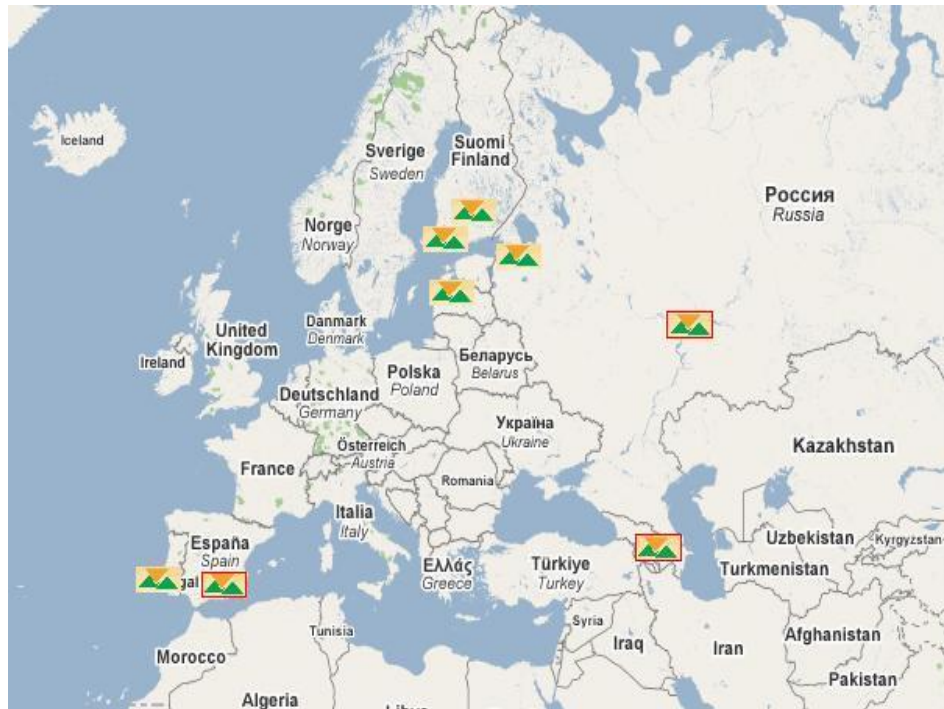 Iceland
Sverige
Sweden
Suomi
Finland
Norge
Norway
Россия
Russia
United
Kingdom
Ireland
Danmark
Denmark
Беларусь
Belarus
Polska
Poland
Deutschland
Germany
Україна
Ukraine
Österreich
Austria
Kazakhstan
France
Romania
Italia
Italy
España
Spain
Uzbekistan
Kyrgyzstan
Ελλάς
Greece
Türkiye
Turkey
Turkmenistan
Syria
Tunisia
Iraq
Iran
Afghanistan
Morocco
Pakistan
Algeria